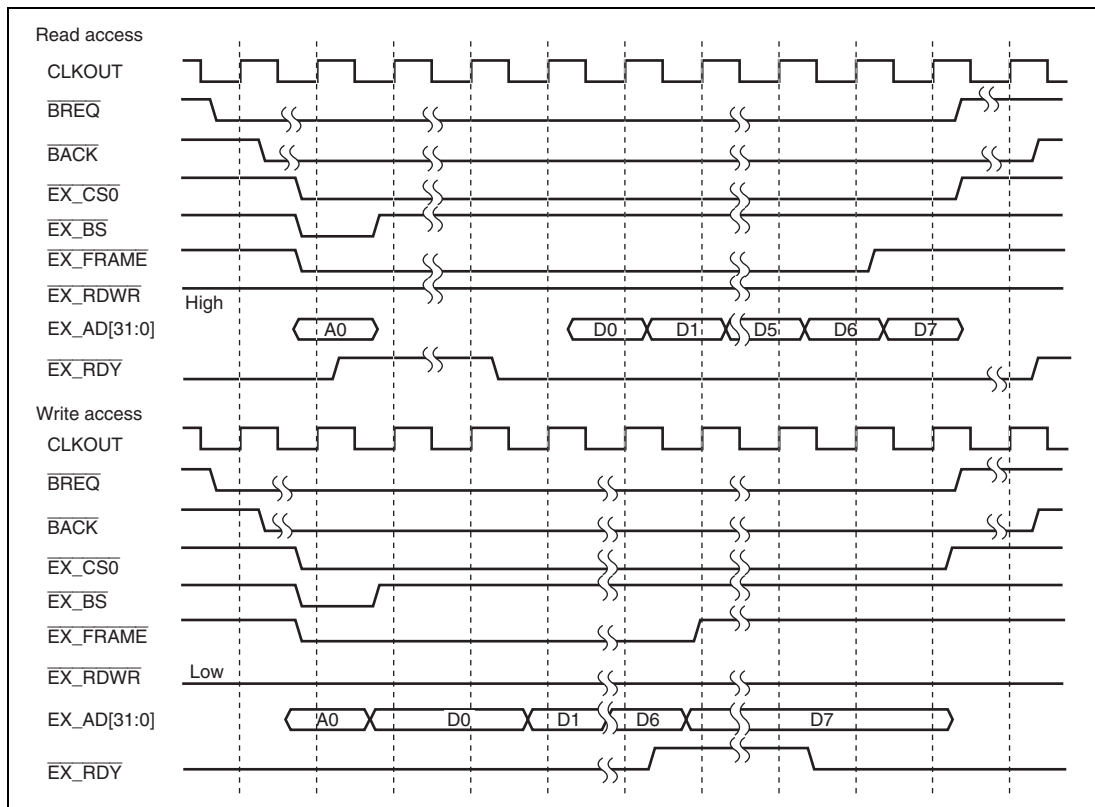 Read access
CLKOUT
BREQ
BACK
EX_CS0
EX_BS
EX_FRAME
EX_RDWR High
EX_AD[31:0] A0 D0 D1 D5 D6 D7
EX_RDY
Write access
CLKOUT
BREQ
BACK
EX_CS0
EX_BS
EX_FRAME
EX_RDWR Low
EX_AD[31:0] A0 D0 D1 D6 D7
EX_RDY